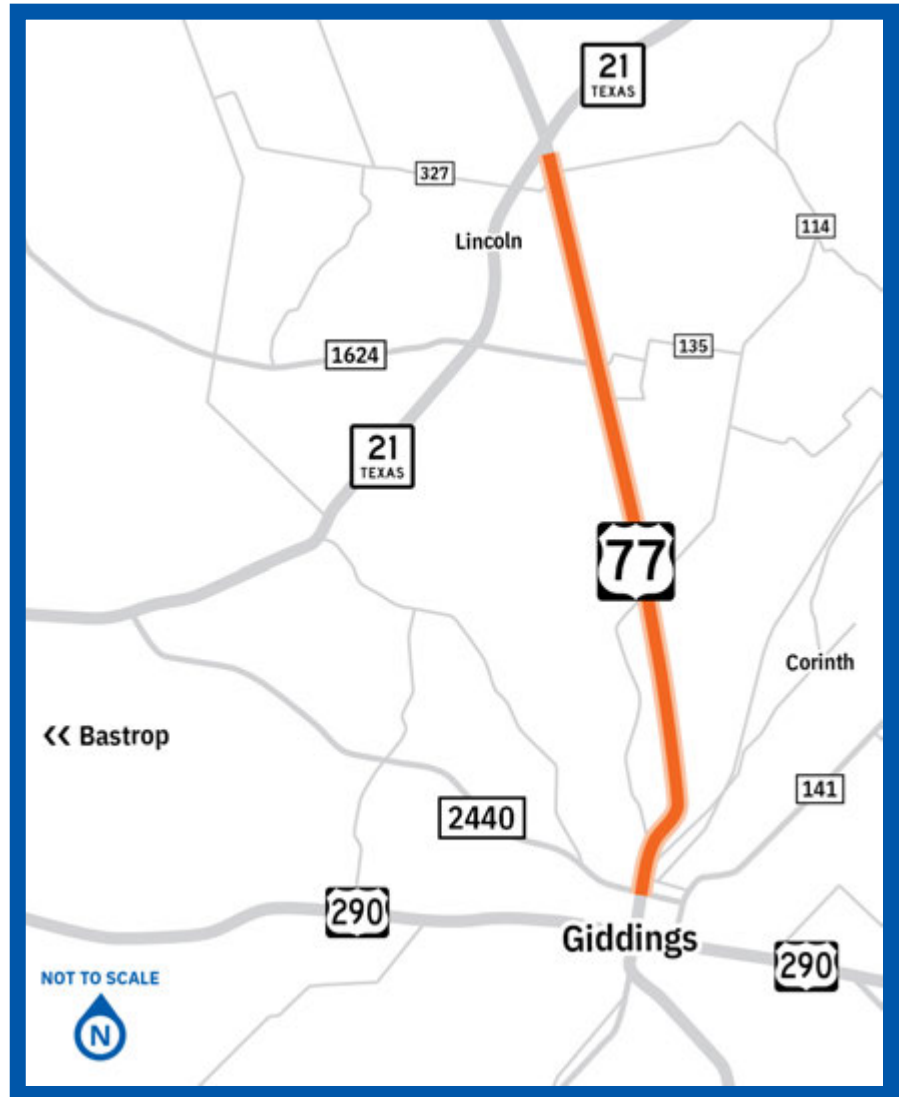 21
TEXAS
327
114
Lincoln
135
1624
21
TEXAS
77
Corinth
‹‹ Bastrop
141
2440
290
Giddings
290
NOT TO SCALE
N